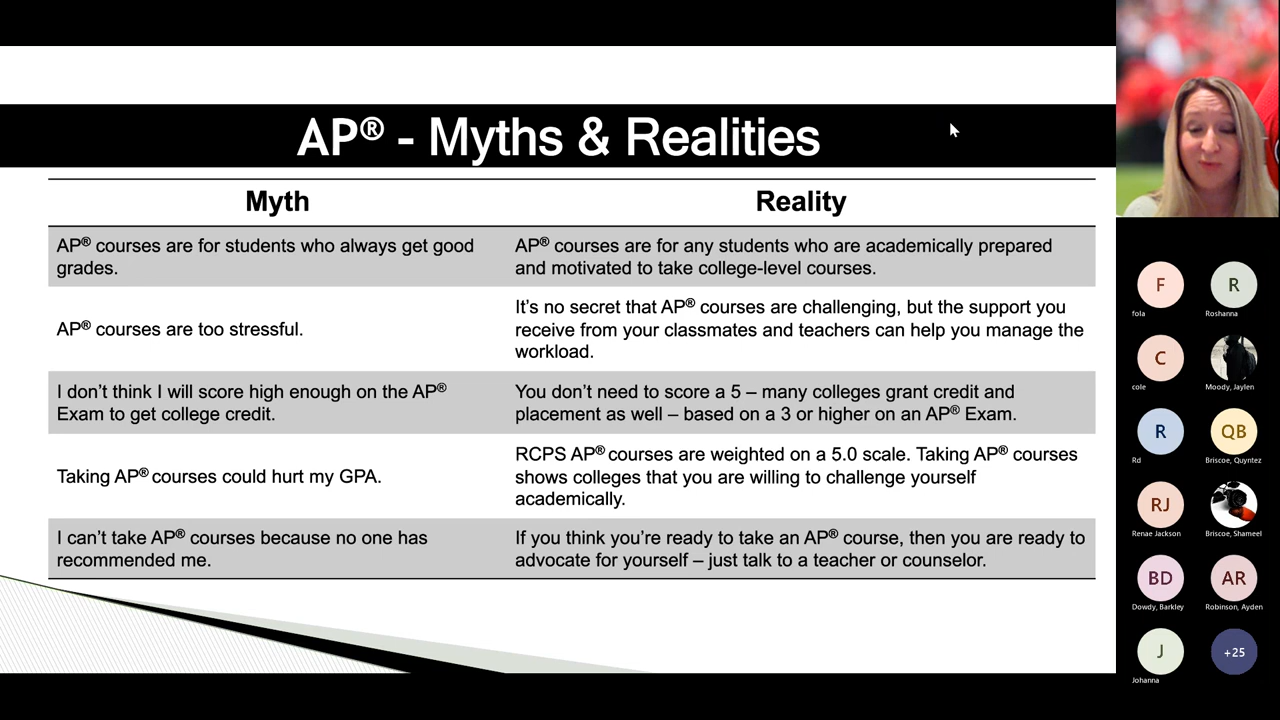 AP® - Myths & Realities
Myth
Reality
AP® courses are for students who always get good
grades.
AP® courses are for any students who are academically prepared
and motivated to take college-level courses.
AP® courses are too stressful.
It’s no secret that AP® courses are challenging, but the support you
receive from your classmates and teachers can help you manage the
workload.
I don’t think I will score high enough on the AP®
Exam to get college credit.
You don’t need to score a 5 – many colleges grant credit and
placement as well – based on a 3 or higher on an AP® Exam.
Taking AP® courses could hurt my GPA.
RCPS AP® courses are weighted on a 5.0 scale. Taking AP® courses
shows colleges that you are willing to challenge yourself
academically.
I can’t take AP® courses because no one has
recommended me.
If you think you’re ready to take an AP® course, then you are ready to
advocate for yourself – just talk to a teacher or counselor.
F
R
fola
Roshanna
C
cole
Moody, Jaylen
R
QB
Rd
Briscoe, Quyntez
RJ
Renae Jackson
Briscoe, Shameel
BD
AR
Dowdy, Barkley
Robinson, Ayden
J
+25
Johanna